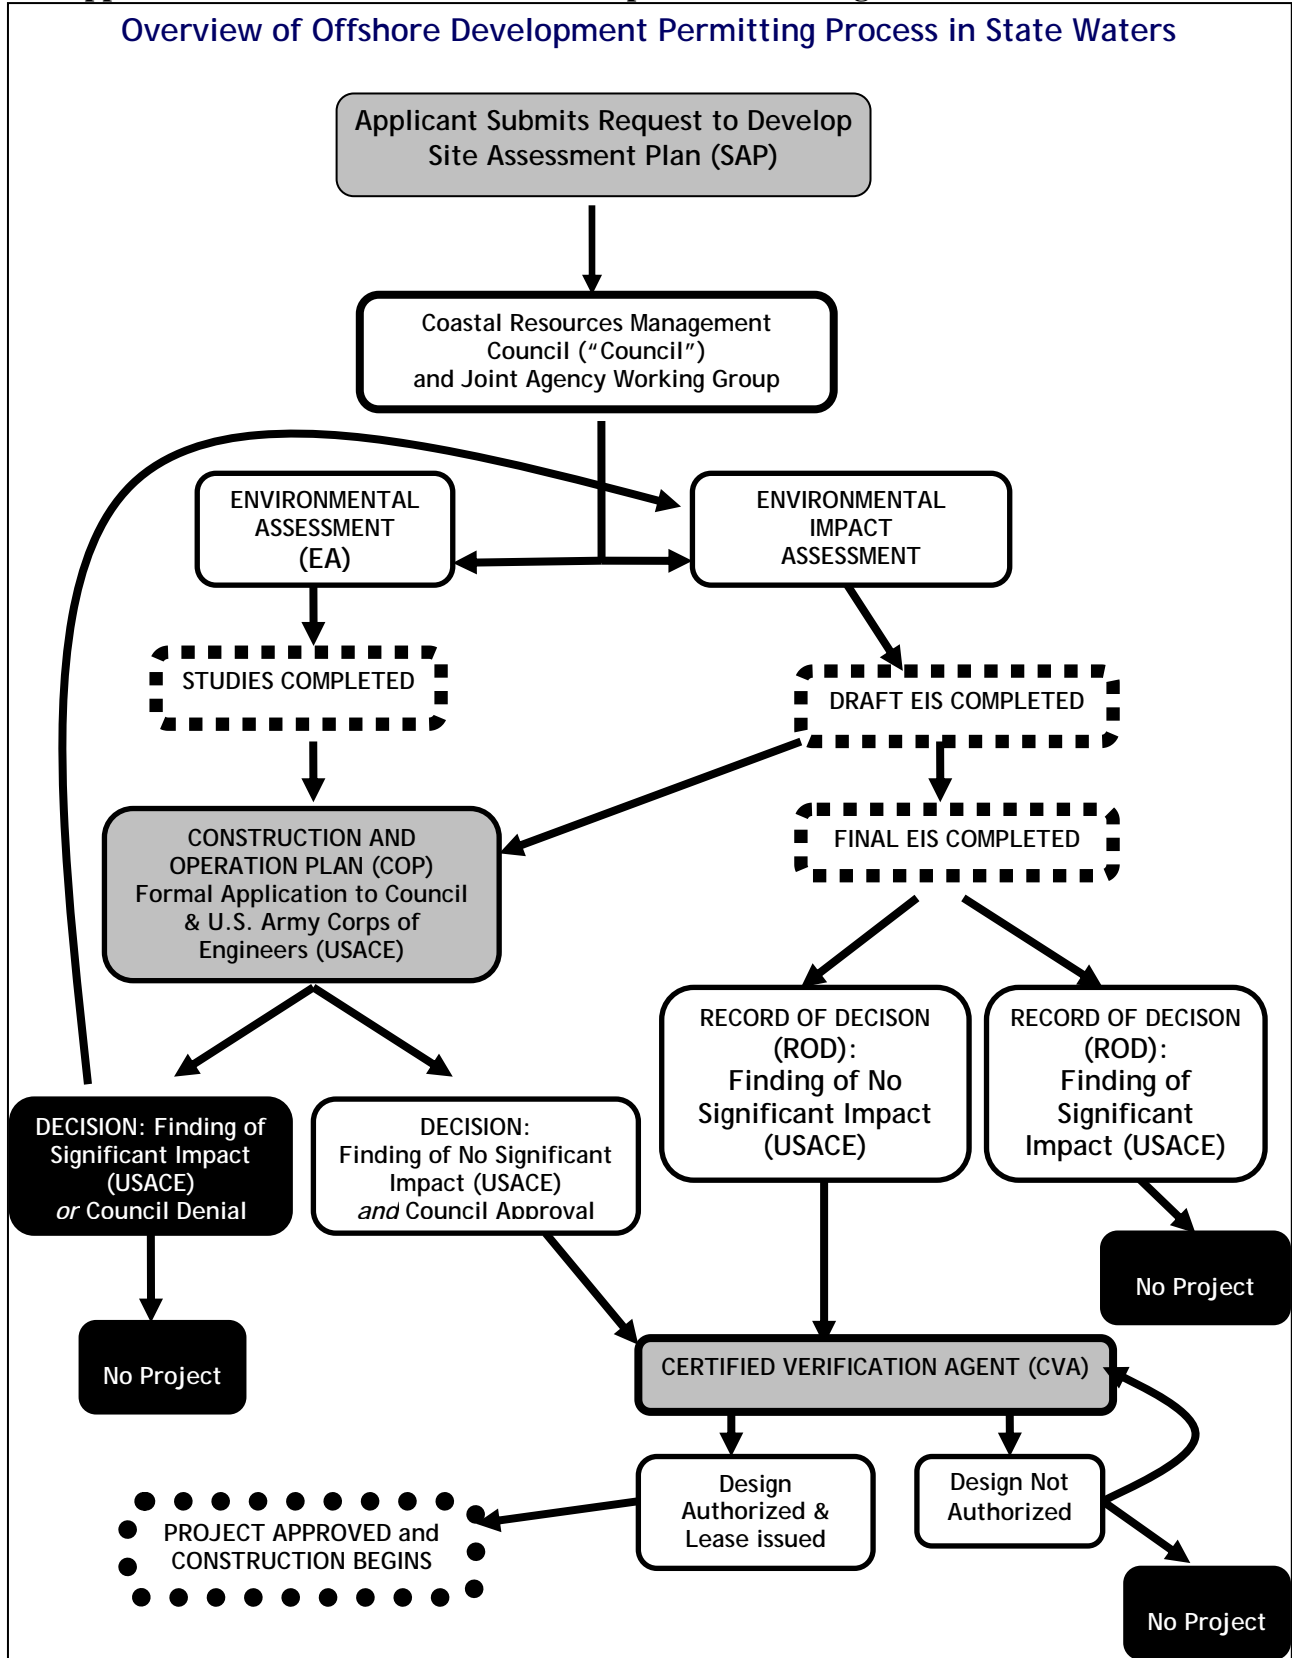 Overview of Offshore Development Permitting Process in State Waters
Applicant Submits Request to Develop
Site Assessment Plan (SAP)
Coastal Resources Management
Council (“Council”)
and Joint Agency Working Group
ENVIRONMENTAL
ASSESSMENT
(EA)
ENVIRONMENTAL
IMPACT
ASSESSMENT
STUDIES COMPLETED
DRAFT EIS COMPLETED
CONSTRUCTION AND
OPERATION PLAN (COP)
Formal Application to Council
& U.S. Army Corps of
Engineers (USACE)
FINAL EIS COMPLETED
RECORD OF DECISON
(ROD):
Finding of No
Significant Impact
(USACE)
RECORD OF DECISON
(ROD):
Finding of
Significant
Impact (USACE)
DECISION: Finding of
Significant Impact
(USACE)
or Council Denial
DECISION:
Finding of No Significant
Impact (USACE)
and Council Approval
No Project
No Project
CERTIFIED VERIFICATION AGENT (CVA)
Design
Authorized &
Lease issued
Design Not
Authorized
PROJECT APPROVED and
CONSTRUCTION BEGINS
No Project